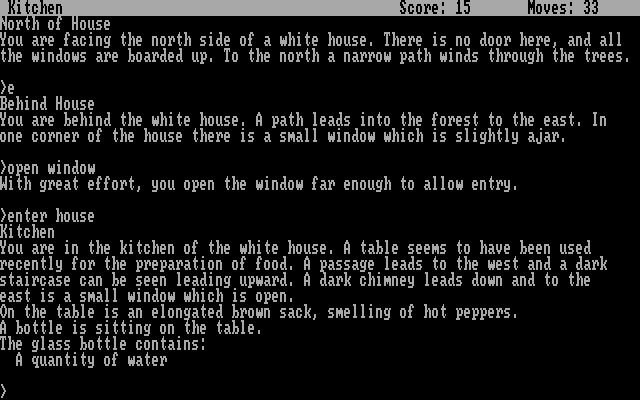 Kitchen Score: 15 Moves: 33
North of House
You are facing the north side of a white house. There is no door here, and all
the windows are boarded up. To the north a narrow path winds through the trees.
>e
Behind House
You are behind the white house. A path leads into the forest to the east. In
one corner of the house there is a small window which is slightly ajar.
>open window
With great effort, you open the window far enough to allow entry.
>enter house
Kitchen
You are in the kitchen of the white house. A table seems to have been used
recently for the preparation of food. A passage leads to the west and a dark
staircase can be seen leading upward. A dark chimney leads down and to the
east is a small window which is open.
On the table is an elongated brown sack, smelling of hot peppers.
A bottle is sitting on the table.
The glass bottle contains:
  A quantity of water
>